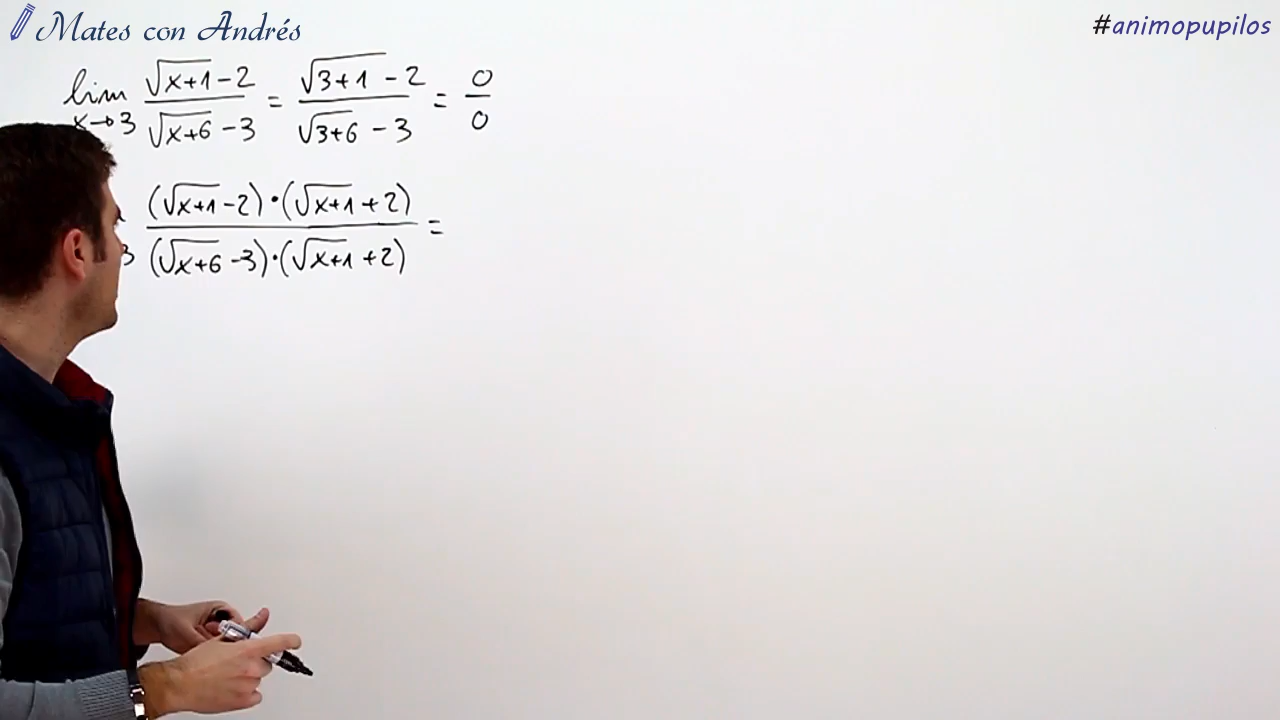 Mates con Andrés
#animopupilos
lim x→3 (√(x+1) - 2)/(√(x+6) - 3) = (√(3+1) - 2)/(√(3+6) - 3) = 0/0
3 ((√(x+1) - 2)·(√(x+1) + 2))/((√(x+6) - 3)·(√(x+1) + 2)) =